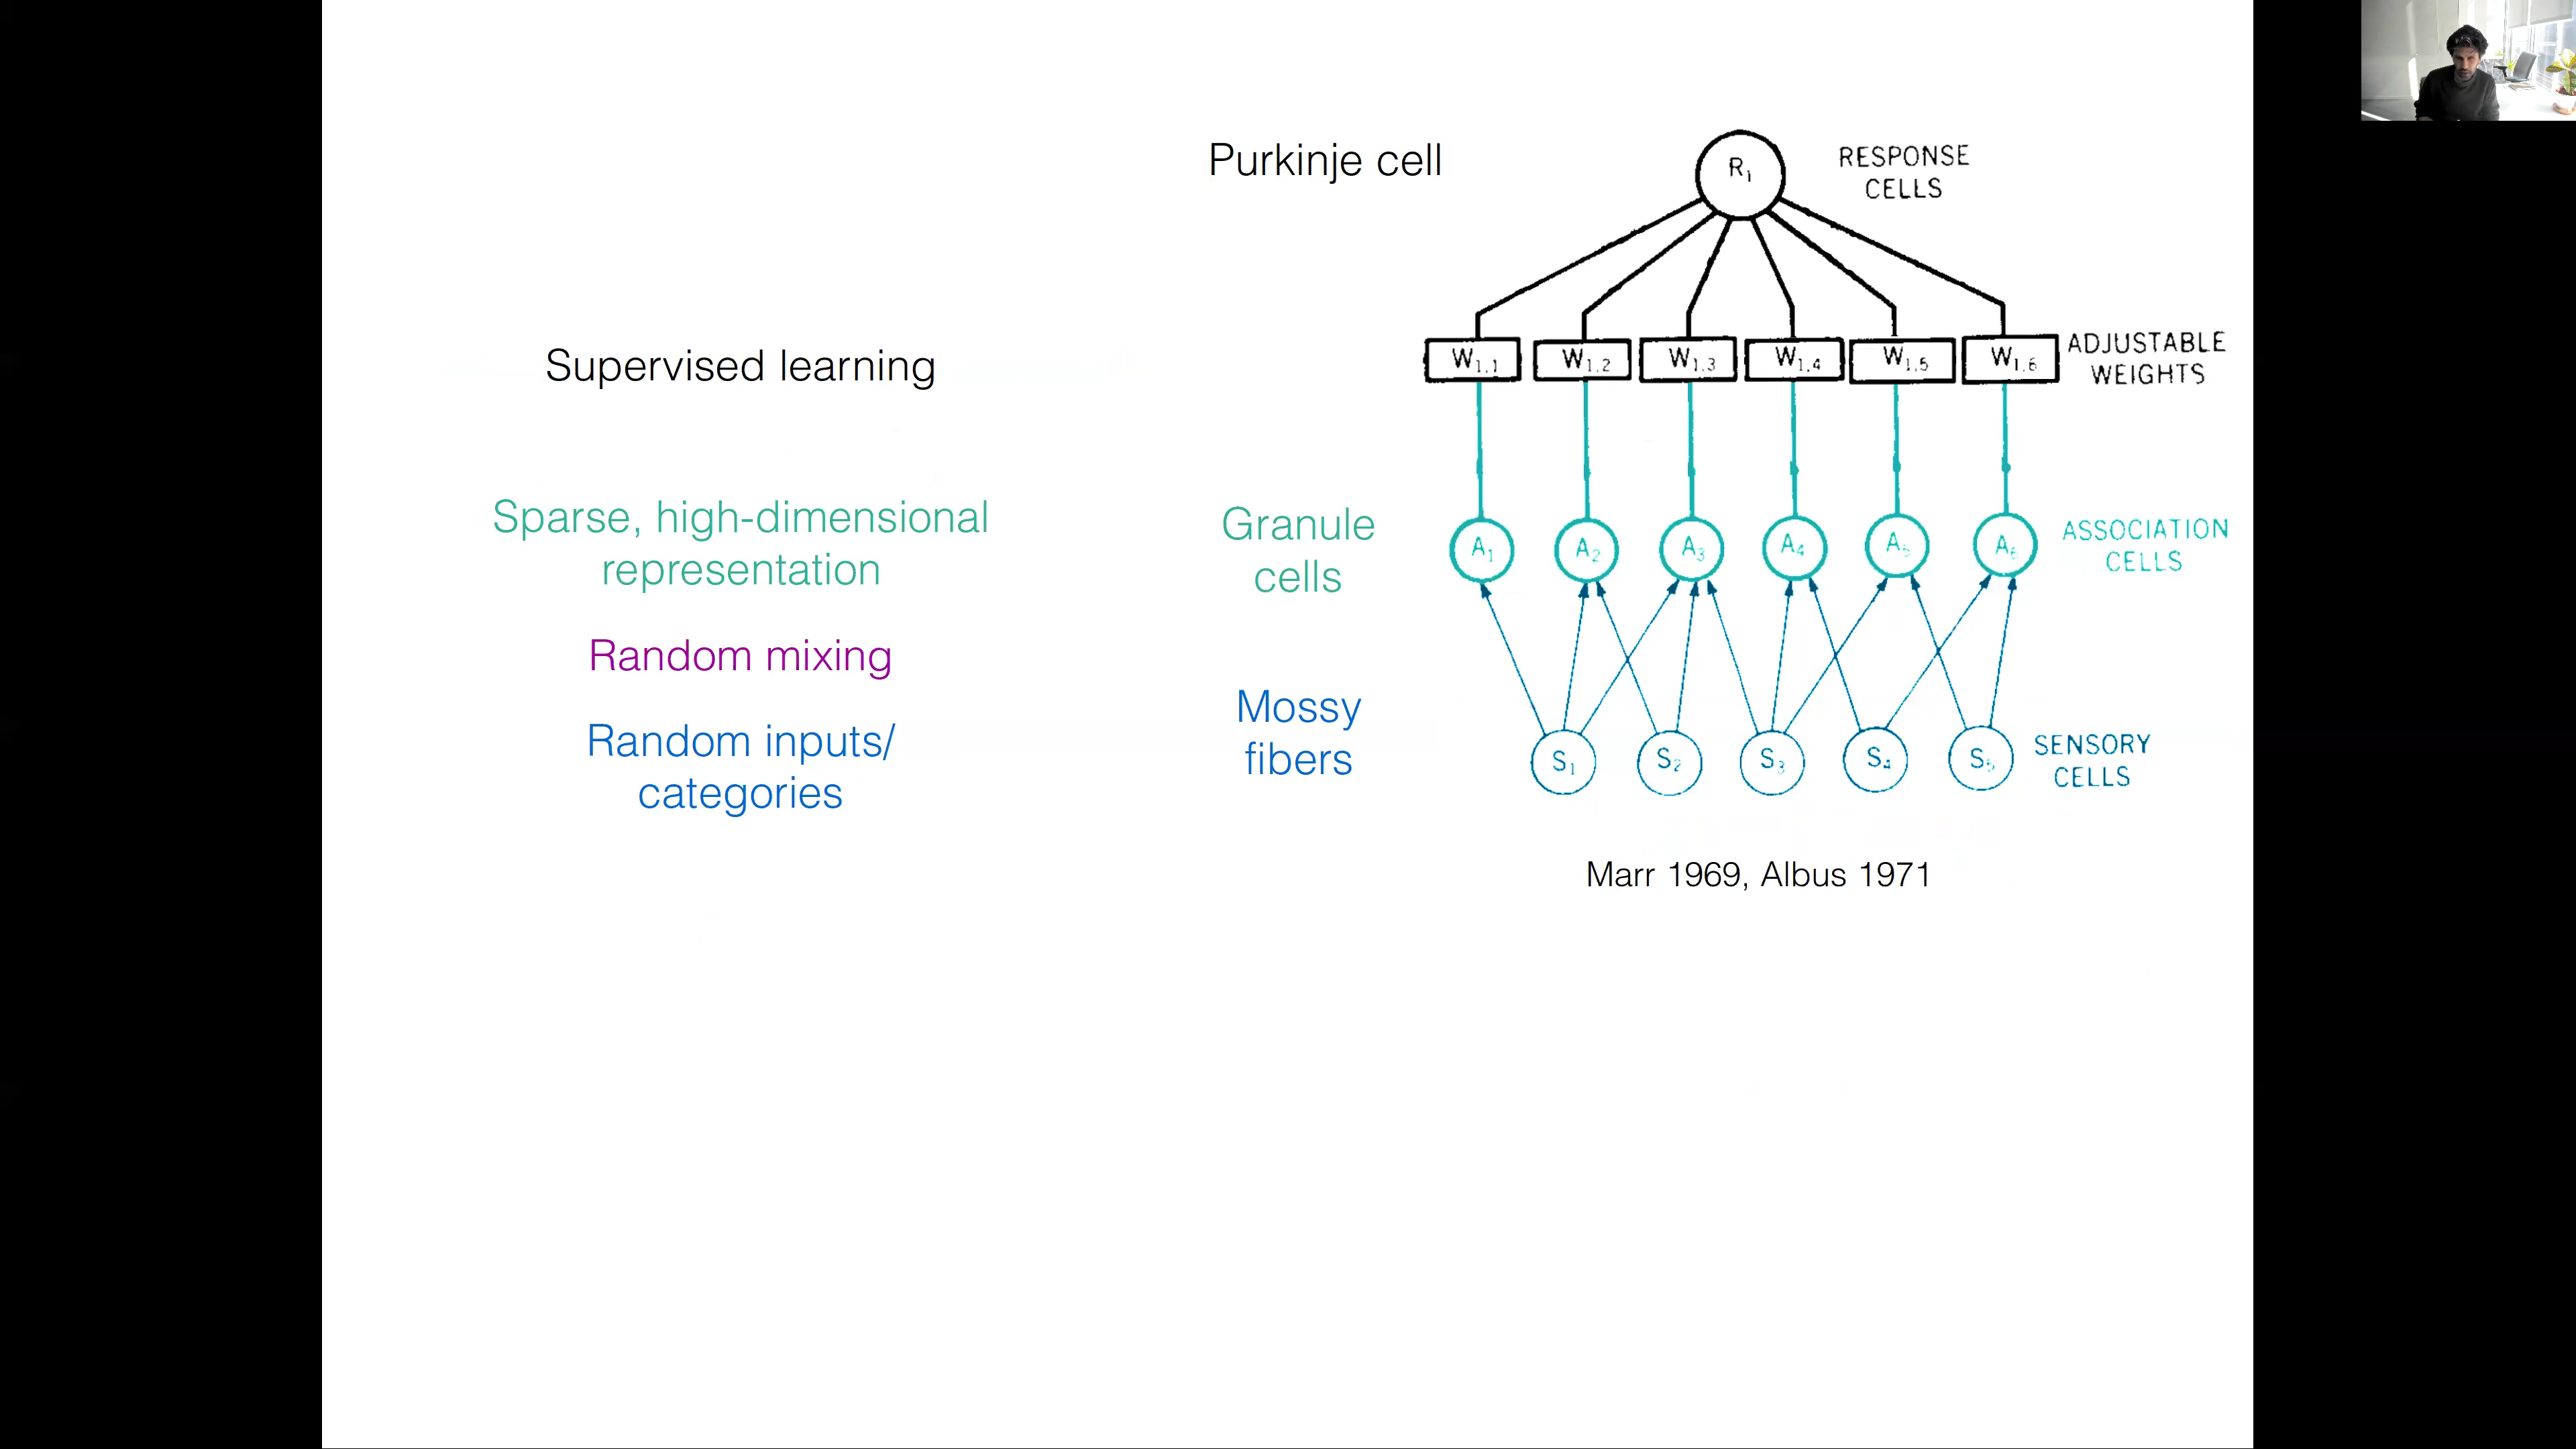 Purkinje cell
R₁
RESPONSE
CELLS
Supervised learning
W₁.₁ W₁.₂ W₁.₃ W₁.₄ W₁.₅ W₁.₆
ADJUSTABLE
WEIGHTS
Sparse, high-dimensional
representation
Granule
cells
A₁ A₂ A₃ A₄ A₅ A₆
ASSOCIATION
CELLS
Random mixing
Random inputs/
categories
Mossy
fibers
S₁ S₂ S₃ S₄ S₅
SENSORY
CELLS
Marr 1969, Albus 1971